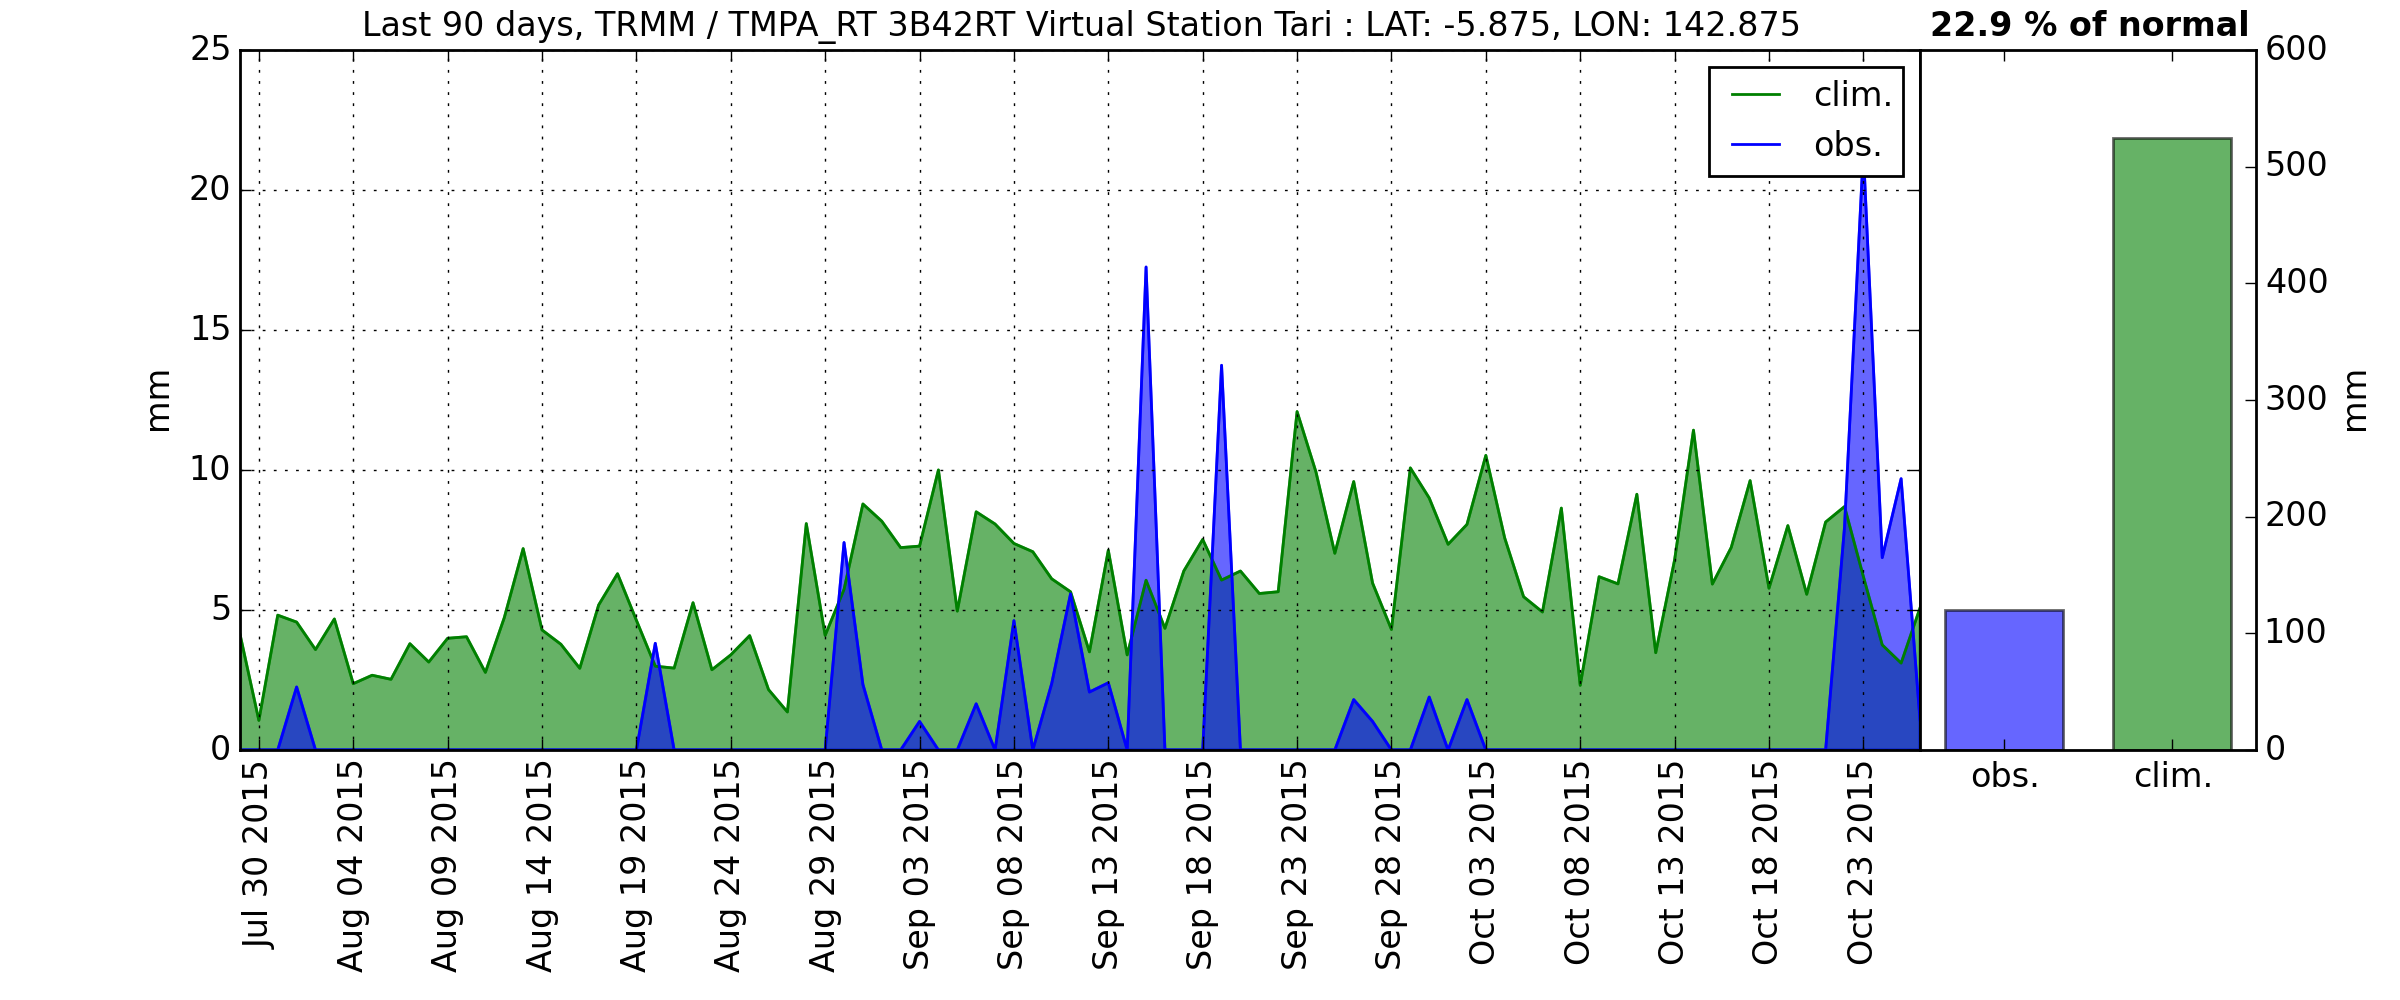 Last 90 days, TRMM / TMPA_RT 3B42RT Virtual Station Tari : LAT: -5.875, LON: 142.875
22.9 % of normal
25
20
15
10
5
0
mm
clim.
obs.
600
500
400
300
200
100
0
mm
obs.
clim.
Jul 30 2015
Aug 04 2015
Aug 09 2015
Aug 14 2015
Aug 19 2015
Aug 24 2015
Aug 29 2015
Sep 03 2015
Sep 08 2015
Sep 13 2015
Sep 18 2015
Sep 23 2015
Sep 28 2015
Oct 03 2015
Oct 08 2015
Oct 13 2015
Oct 18 2015
Oct 23 2015